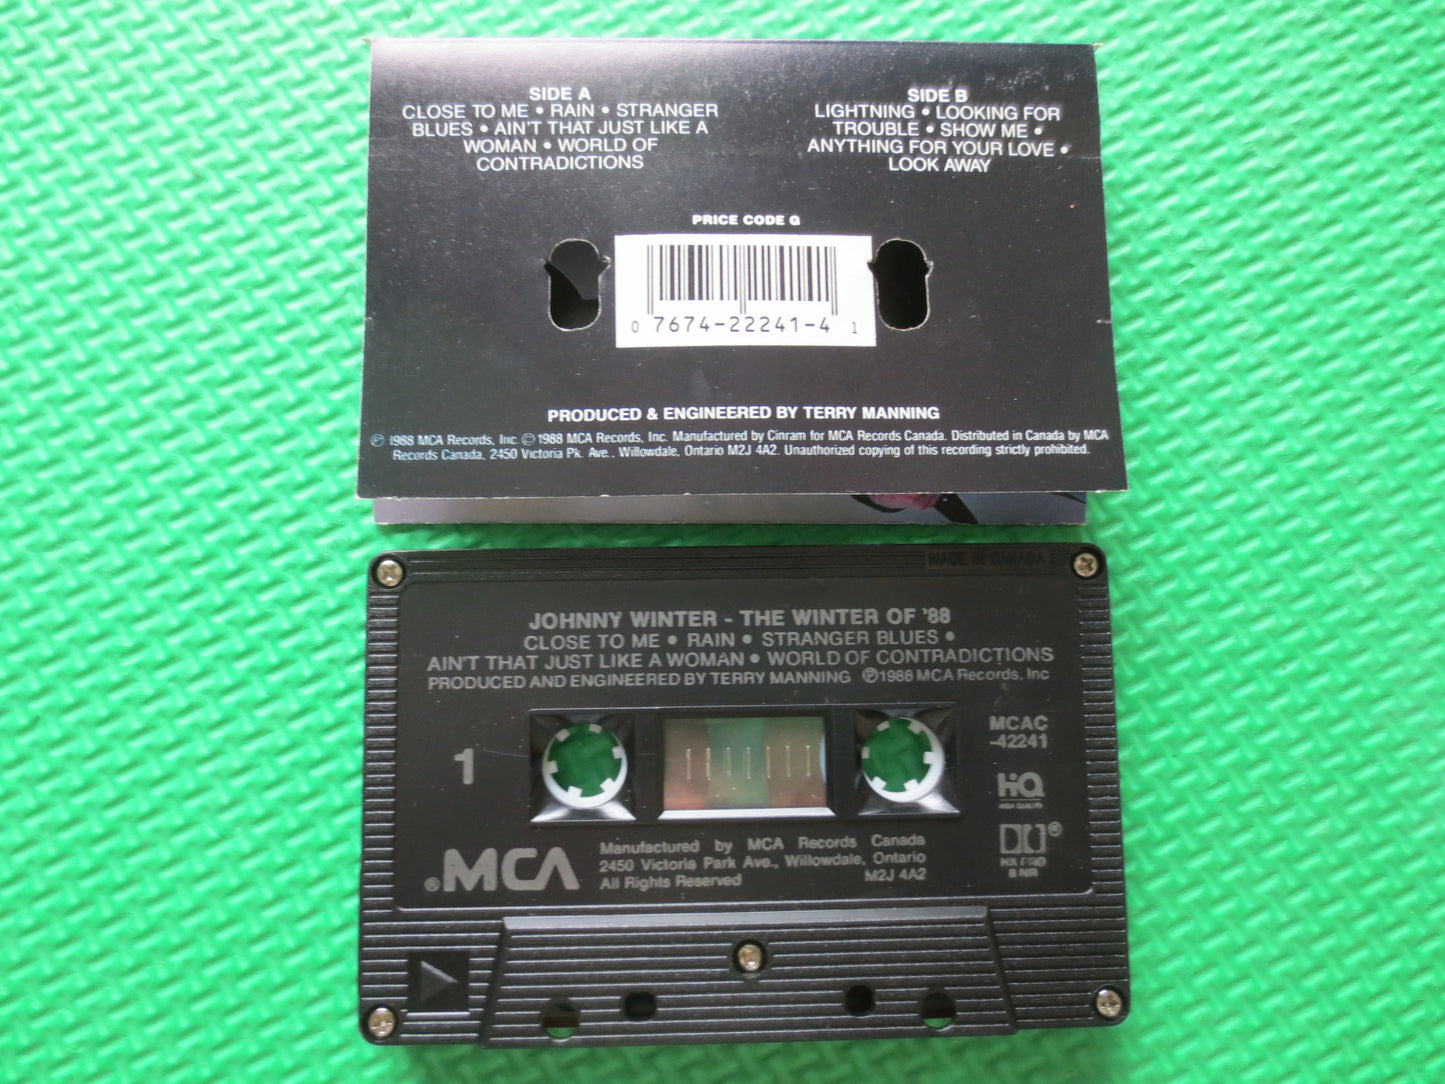 SIDE A
CLOSE TO ME • RAIN • STRANGER
BLUES • AIN'T THAT JUST LIKE A
WOMAN • WORLD OF
CONTRADICTIONS
SIDE B
LIGHTNING • LOOKING FOR
TROUBLE • SHOW ME •
ANYTHING FOR YOUR LOVE •
LOOK AWAY
PRICE CODE G
0 7674-22241-4 1
PRODUCED & ENGINEERED BY TERRY MANNING
℗ 1988 MCA Records, Inc. © 1988 MCA Records, Inc. Manufactured by Cinram for MCA Records Canada. Distributed in Canada by MCA
Records Canada, 2450 Victoria Pk. Ave., Willowdale, Ontario M2J 4A2. Unauthorized copying of this recording strictly prohibited.
MADE IN CANADA
JOHNNY WINTER - THE WINTER OF '88
CLOSE TO ME • RAIN • STRANGER BLUES •
AIN'T THAT JUST LIKE A WOMAN • WORLD OF CONTRADICTIONS
PRODUCED AND ENGINEERED BY TERRY MANNING ℗1988 MCA Records, Inc
MCAC
-42241
1
HiQ
HIGH QUALITY
®MCA
Manufactured by MCA Records Canada
2450 Victoria Park Ave., Willowdale, Ontario
All Rights Reserved M2J 4A2
®
HX PRO
B NR